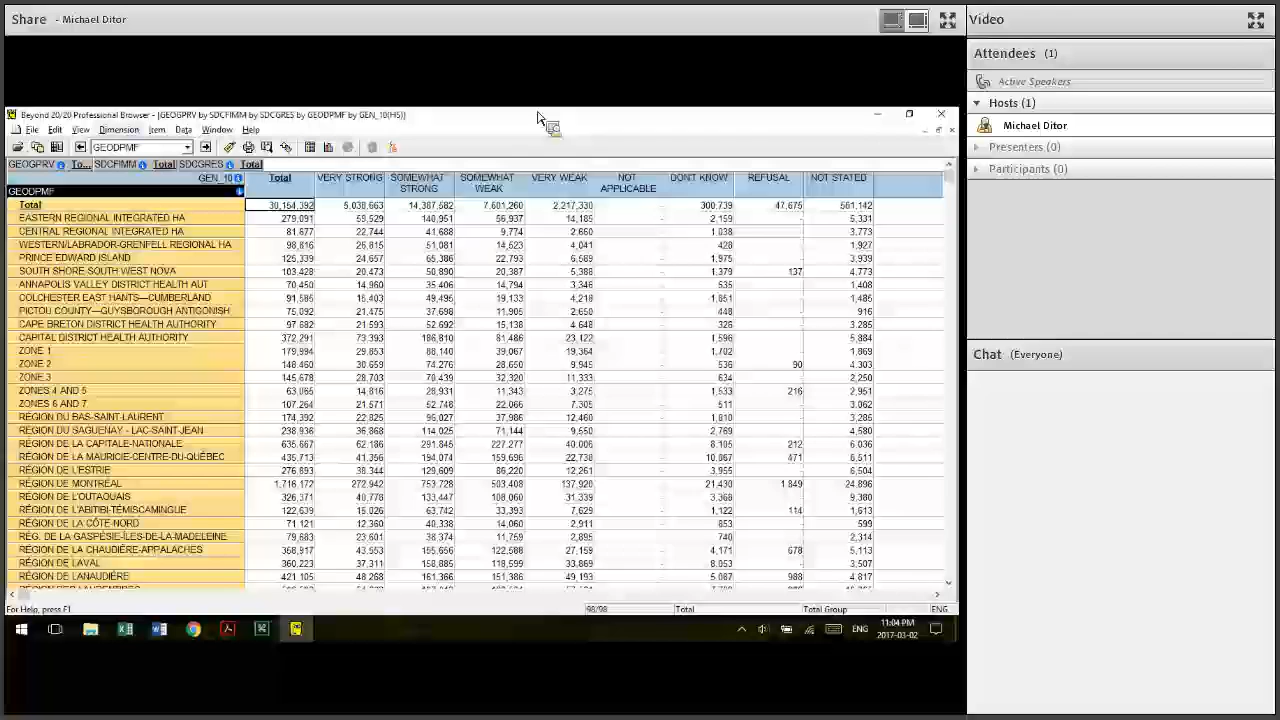 Share - Michael Ditor
Video
Attendees (1)
Active Speakers
Hosts (1)
Michael Ditor
Presenters (0)
Participants (0)
Chat (Everyone)
Beyond 20/20 Professional Browser - [GEOGPRV by SDCFIMM by SDCGRES by GEODPMF by GEN_10(HS)]
File Edit View Dimension Item Data Window Help
GEODPMF
GEOGPRV To... SDCFIMM Total SDCGRES Total
GEN_10 Total VERY STRONG SOMEWHAT STRONG SOMEWHAT WEAK VERY WEAK NOT APPLICABLE DON'T KNOW REFUSAL NOT STATED
GEODPMF
Total 30,154,392 5,038,663 14,387,582 7,601,260 2,217,330 - 300,739 47,675 561,142
EASTERN REGIONAL INTEGRATED HA 279,091 59,529 140,951 56,937 14,185 - 2,159 - 5,331
CENTRAL REGIONAL INTEGRATED HA 81,677 22,744 41,688 9,774 2,660 - 1,038 - 3,773
WESTERN/LABRADOR-GRENFELL REGIONAL HA 98,816 26,815 51,081 14,523 4,041 - 428 - 1,927
PRINCE EDWARD ISLAND 125,339 24,657 65,386 22,793 6,589 - 1,975 - 3,939
SOUTH SHORE-SOUTH WEST NOVA 103,428 20,473 50,890 20,387 5,388 - 1,379 137 4,773
ANNAPOLIS VALLEY DISTRICT HEALTH AUT 70,450 14,960 35,406 14,794 3,346 - 535 - 1,408
COLCHESTER EAST HANTS—CUMBERLAND 91,585 15,403 49,495 19,133 4,218 - 1,851 - 1,485
PICTOU COUNTY—GUYSBOROUGH ANTIGONISH 75,092 21,475 37,698 11,905 2,650 - 448 - 916
CAPE BRETON DISTRICT HEALTH AUTHORITY 97,682 21,593 52,692 15,138 4,648 - 326 - 3,285
CAPITAL DISTRICT HEALTH AUTHORITY 372,291 73,393 186,810 81,486 23,122 - 1,596 - 5,884
ZONE 1 179,994 29,853 88,140 39,067 19,364 - 1,702 - 1,869
ZONE 2 148,460 30,659 74,276 28,650 9,945 - 536 90 4,303
ZONE 3 145,678 28,703 70,439 32,320 11,333 - 634 - 2,250
ZONES 4 AND 5 63,065 14,816 28,931 11,343 3,275 - 1,533 216 2,951
ZONES 6 AND 7 107,264 21,571 52,748 22,066 7,305 - 511 - 3,062
RÉGION DU BAS-SAINT-LAURENT 174,392 22,825 95,027 37,986 12,460 - 1,810 - 3,285
RÉGION DU SAGUENAY - LAC-SAINT-JEAN 238,936 36,868 114,025 71,144 9,550 - 2,769 - 4,580
RÉGION DE LA CAPITALE-NATIONALE 635,667 62,186 291,845 227,277 40,006 - 8,105 212 6,036
RÉGION DE LA MAURICIE-CENTRE-DU-QUÉBEC 435,713 41,356 194,074 159,696 22,738 - 10,867 471 6,511
RÉGION DE L'ESTRIE 276,893 38,344 129,609 86,220 12,261 - 3,955 - 6,504
RÉGION DE MONTRÉAL 1,716,172 272,942 753,728 503,408 137,920 - 21,430 1,849 24,896
RÉGION DE L'OUTAOUAIS 326,371 40,778 133,447 108,060 31,339 - 3,368 - 9,380
RÉGION DE L'ABITIBI-TÉMISCAMINGUE 122,639 15,026 63,742 33,393 7,629 - 1,122 114 1,613
RÉGION DE LA CÔTE-NORD 71,121 12,360 40,338 14,060 2,911 - 853 - 599
RÉG. DE LA GASPÉSIE-ÎLES-DE-LA-MADELEINE 79,683 23,601 38,374 11,759 2,895 - 740 - 2,314
RÉGION DE LA CHAUDIÈRE-APPALACHES 368,917 43,553 155,656 122,588 27,159 - 4,171 678 5,113
RÉGION DE LAVAL 360,223 37,311 158,885 118,599 33,869 - 8,053 - 3,507
RÉGION DE LANAUDIÈRE 421,105 48,268 161,366 151,386 49,193 - 5,087 988 4,817
For Help, press F1 98/98 Total Total Group ENG
ENG 11:04 PM
2017-03-02